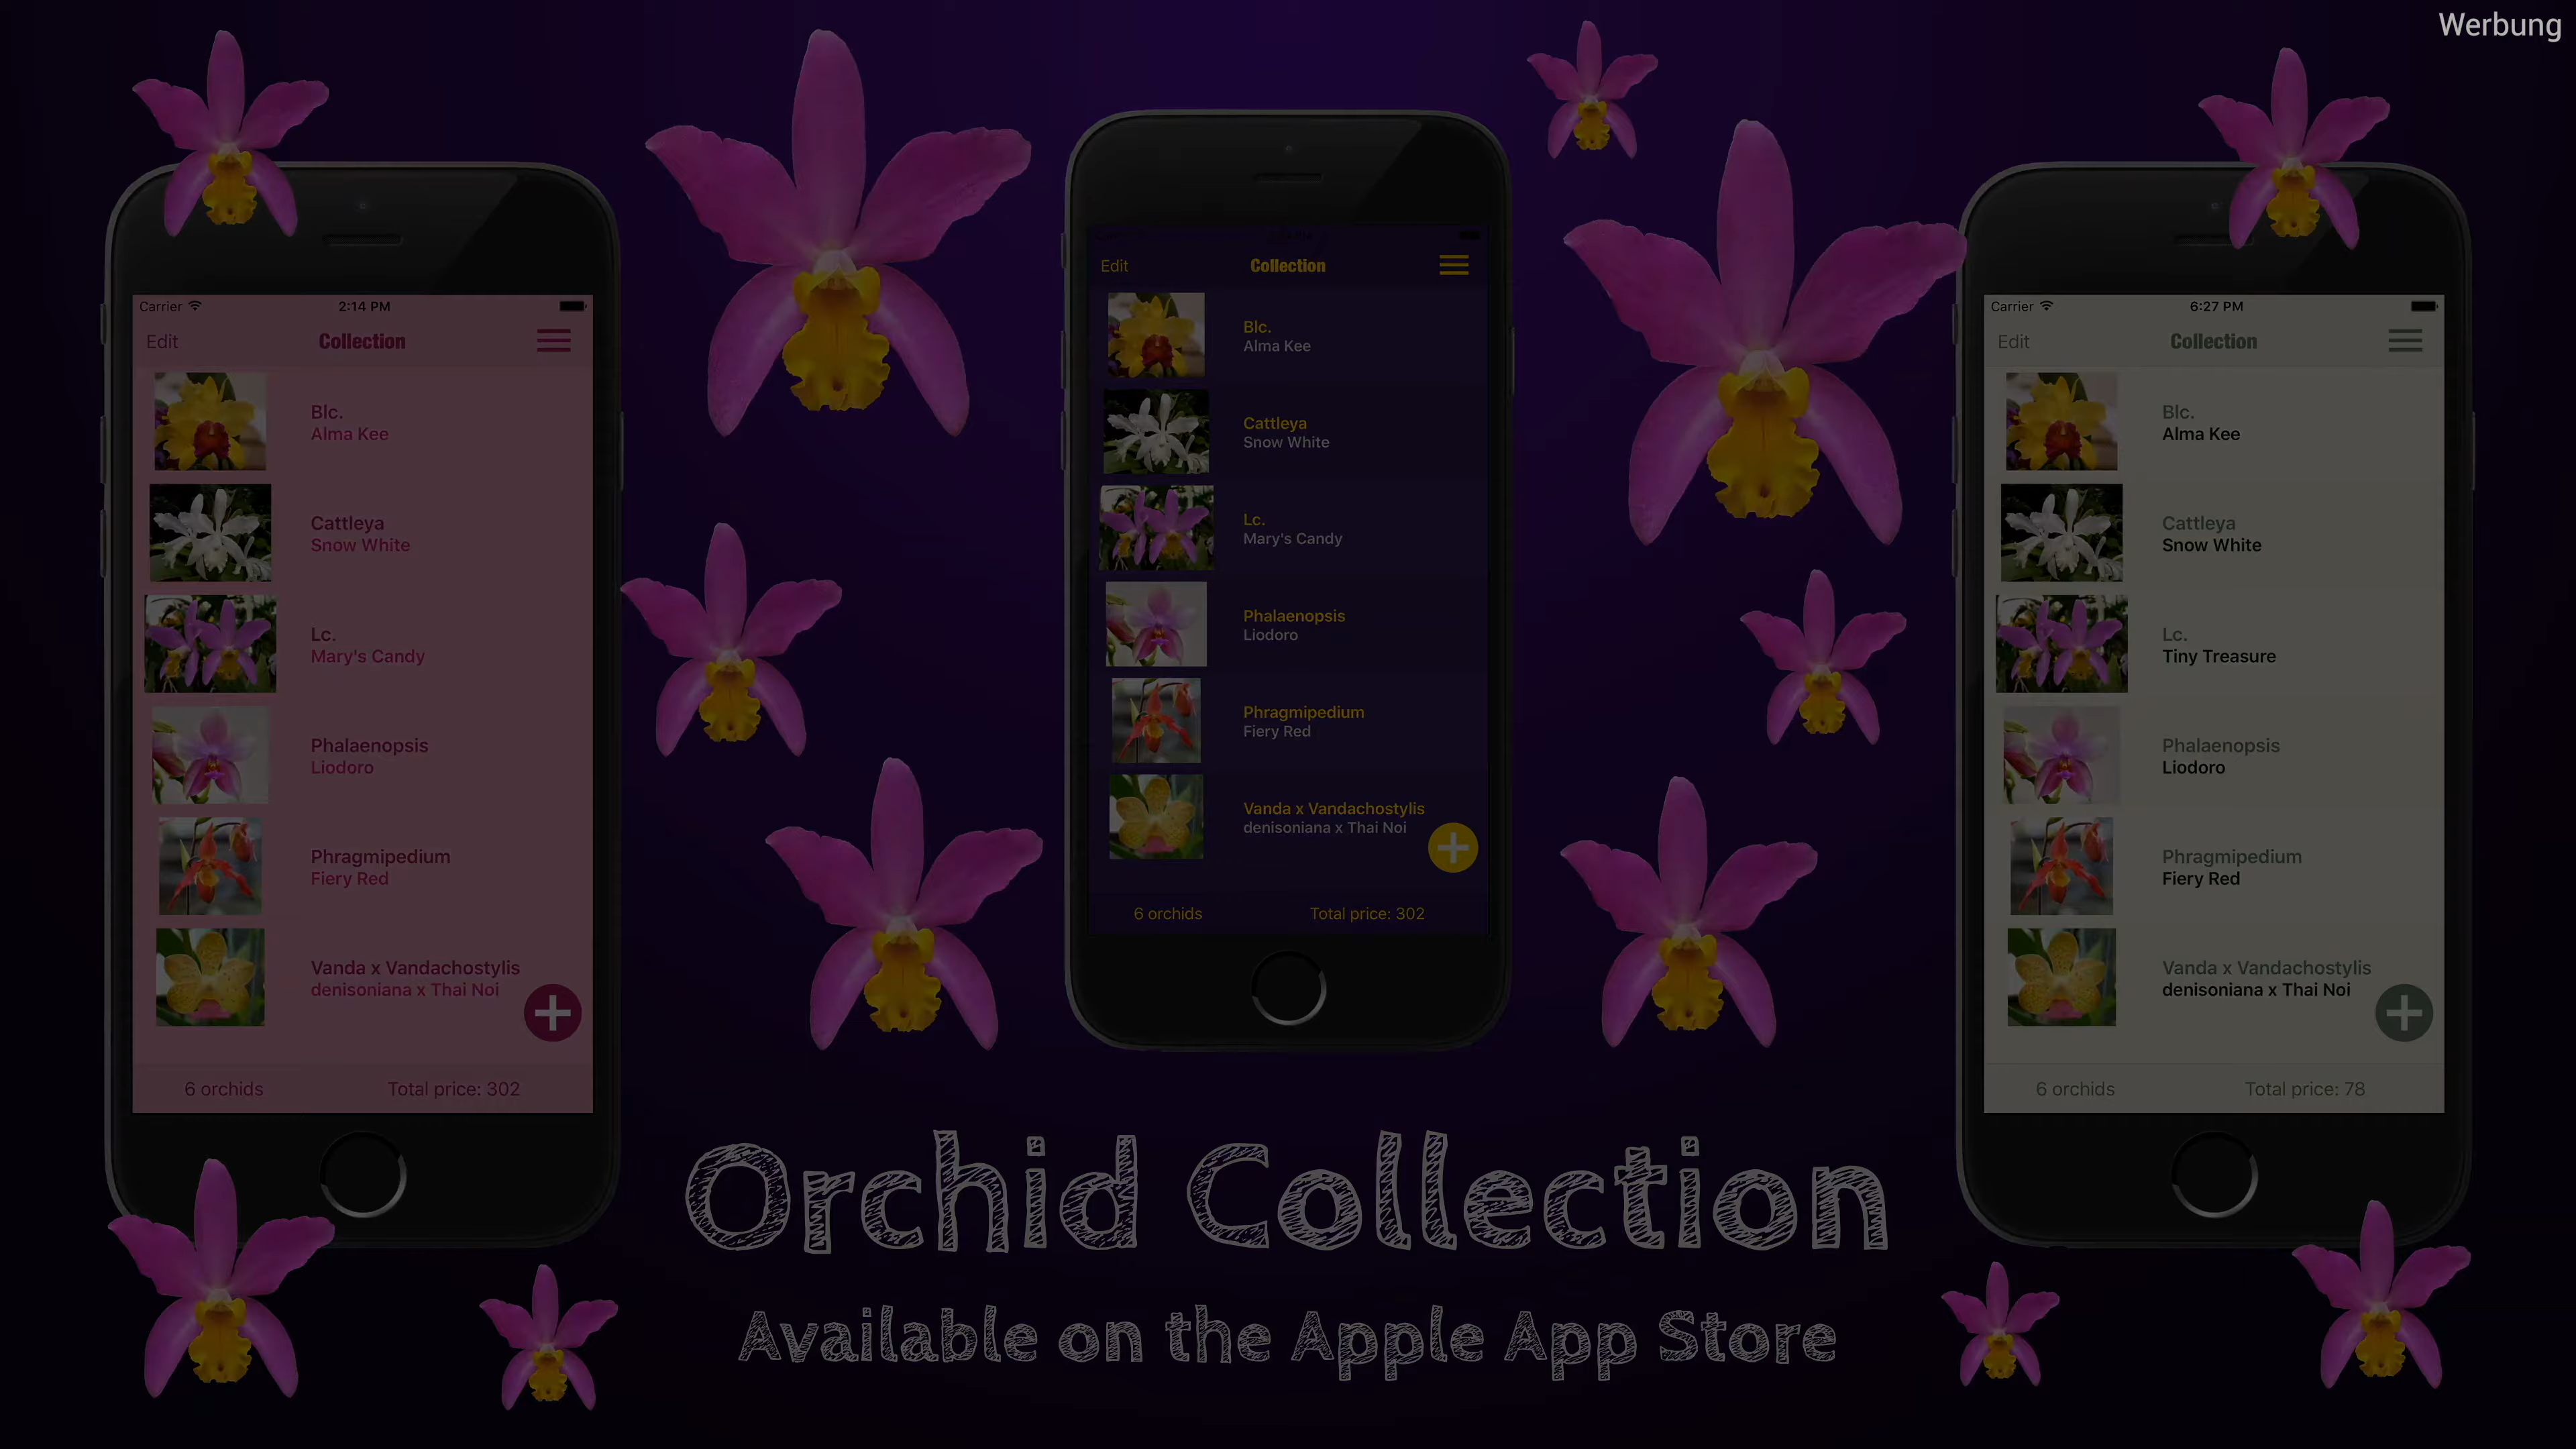 Werbung
Carrier
2:14 PM
Edit
Collection
Blc.
Alma Kee
Cattleya
Snow White
Lc.
Mary's Candy
Phalaenopsis
Liodoro
Phragmipedium
Fiery Red
Vanda x Vandachostylis
denisoniana x Thai Noi
6 orchids
Total price: 302
Edit
Collection
Blc.
Alma Kee
Cattleya
Snow White
Lc.
Mary's Candy
Phalaenopsis
Liodoro
Phragmipedium
Fiery Red
Vanda x Vandachostylis
denisoniana x Thai Noi
6 orchids
Total price: 302
Carrier
6:27 PM
Edit
Collection
Blc.
Alma Kee
Cattleya
Snow White
Lc.
Tiny Treasure
Phalaenopsis
Liodoro
Phragmipedium
Fiery Red
Vanda x Vandachostylis
denisoniana x Thai Noi
6 orchids
Total price: 78
Orchid Collection
Available on the Apple App Store